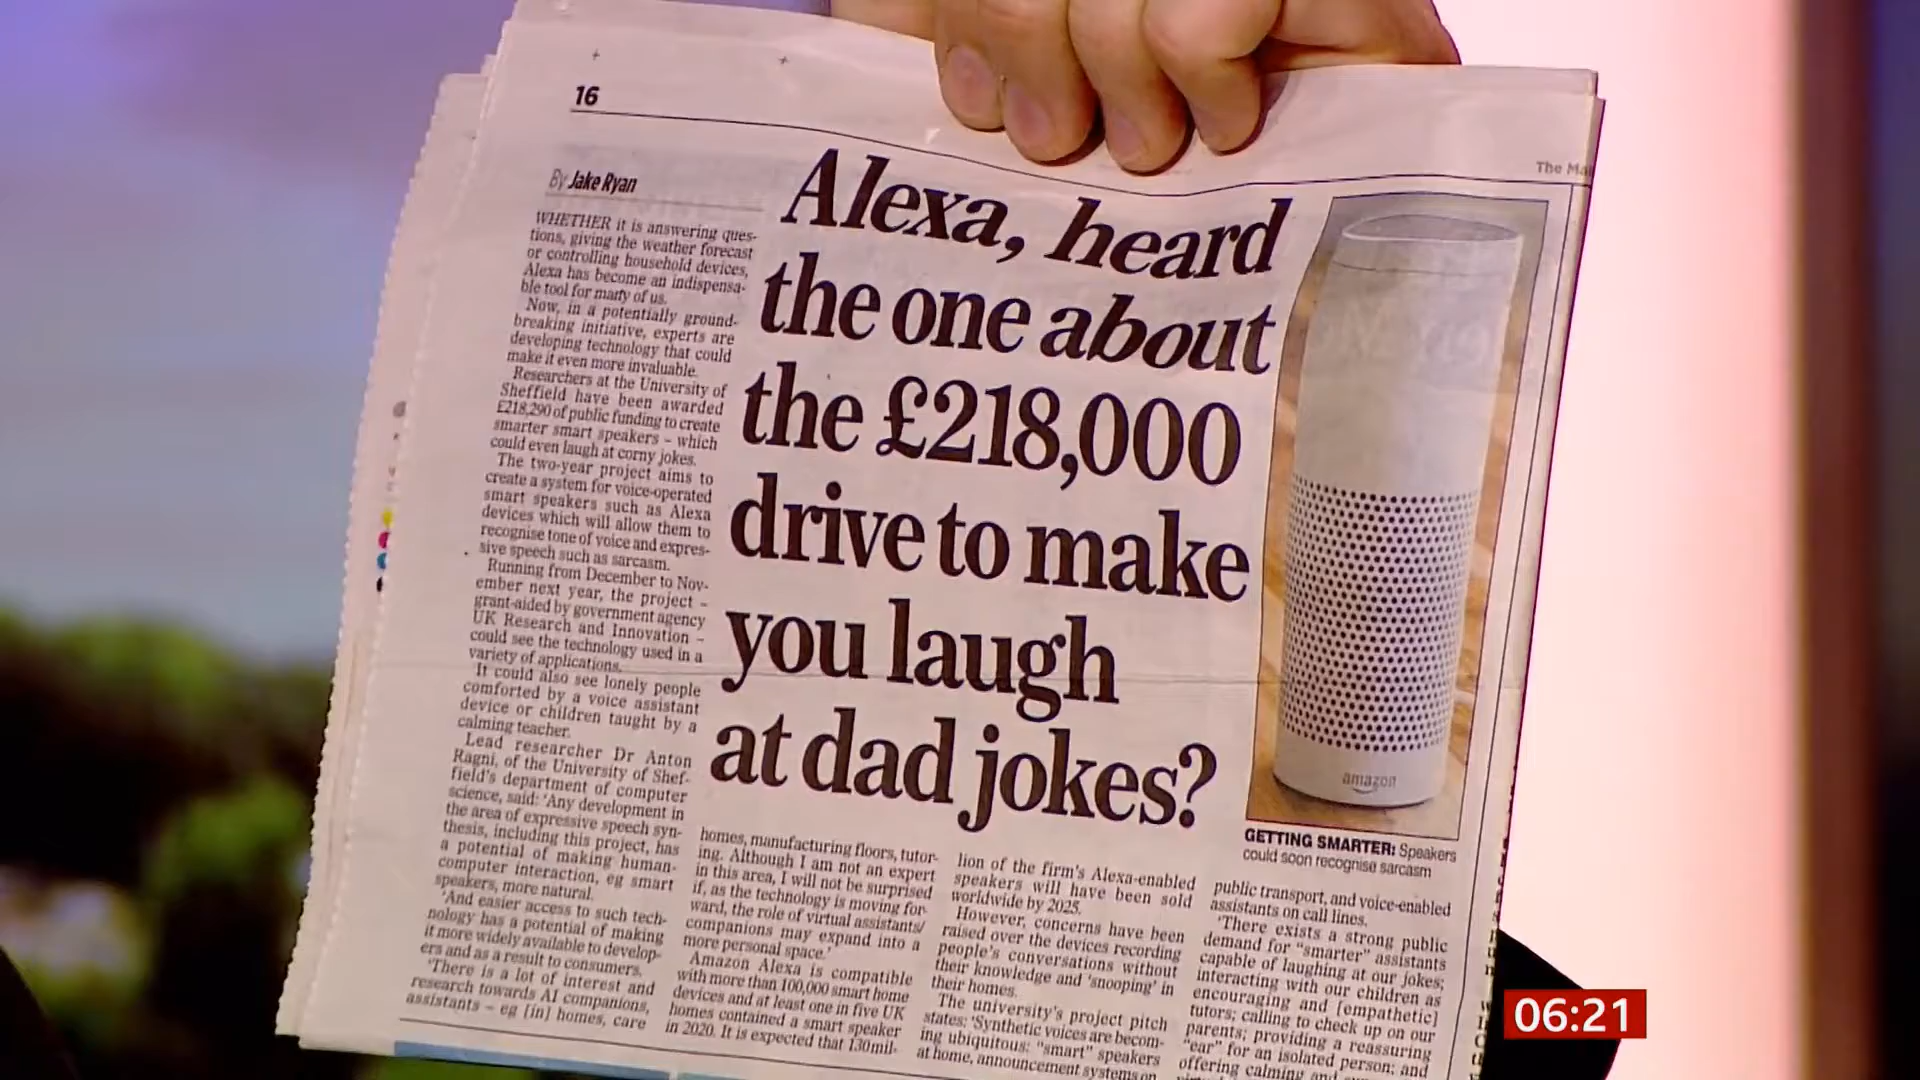 16
The Mai
By Jake Ryan
Alexa, heard
the one about
the £218,000
drive to make
you laugh
at dad jokes?
WHETHER it is answering ques-
tions, giving the weather forecast
or controlling household devices,
Alexa has become an indispensa-
ble tool for many of us.
Now, in a potentially ground-
breaking initiative, experts are
developing technology that could
make it even more invaluable.
Researchers at the University of
Sheffield have been awarded
£218,290 of public funding to create
smarter smart speakers – which
could even laugh at corny jokes.
The two-year project aims to
create a system for voice-operated
smart speakers such as Alexa
devices which will allow them to
recognise tone of voice and expres-
sive speech such as sarcasm.
Running from December to Nov-
ember next year, the project –
grant-aided by government agency
UK Research and Innovation –
could see the technology used in a
variety of applications.
It could also see lonely people
comforted by a voice assistant
device or children taught by a
calming teacher.
Lead researcher Dr Anton
Ragni, of the University of Shef-
field's department of computer
science, said: 'Any development in
the area of expressive speech syn-
thesis, including this project, has
a potential of making human-
computer interaction, eg smart
speakers, more natural.
'And easier access to such tech-
nology has a potential of making
it more widely available to develop-
ers and as a result to consumers.
'There is a lot of interest and
research towards AI companions,
assistants – eg [in] homes, care
homes, manufacturing floors, tutor-
ing. Although I am not an expert
in this area, I will not be surprised
if, as the technology is moving for-
ward, the role of virtual assistants/
companions may expand into a
more personal space.'
Amazon Alexa is compatible
with more than 100,000 smart home
devices and at least one in five UK
homes contained a smart speaker
in 2020. It is expected that 130mil-
lion of the firm's Alexa-enabled
speakers will have been sold
worldwide by 2025.
However, concerns have been
raised over the devices recording
people's conversations without
their knowledge and 'snooping' in
their homes.
The university's project pitch
states: 'Synthetic voices are becom-
ing ubiquitous: "smart" speakers
at home, announcement systems on
amazon
GETTING SMARTER: Speakers
could soon recognise sarcasm
public transport, and voice-enabled
assistants on call lines.
'There exists a strong public
demand for "smarter" assistants
capable of laughing at our jokes;
interacting with our children as
encouraging and [empathetic]
tutors; calling to check up on our
parents; providing a reassuring
"ear" for an isolated person; and
offering calming and
06:21